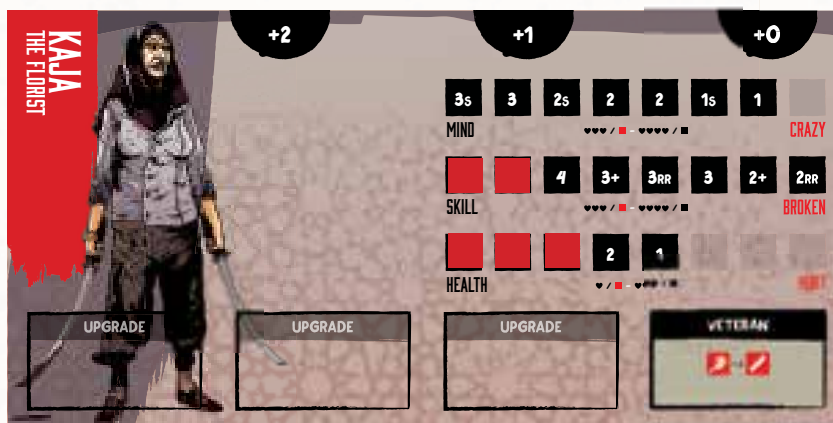 KAJA
THE FLORIST
+2 +1 +0
3S 3 2S 2 2 1S 1
MIND CRAZY
4 3+ 3RR 3 2+ 2RR
SKILL BROKEN
2 1
HEALTH
UPGRADE UPGRADE UPGRADE VETERAN